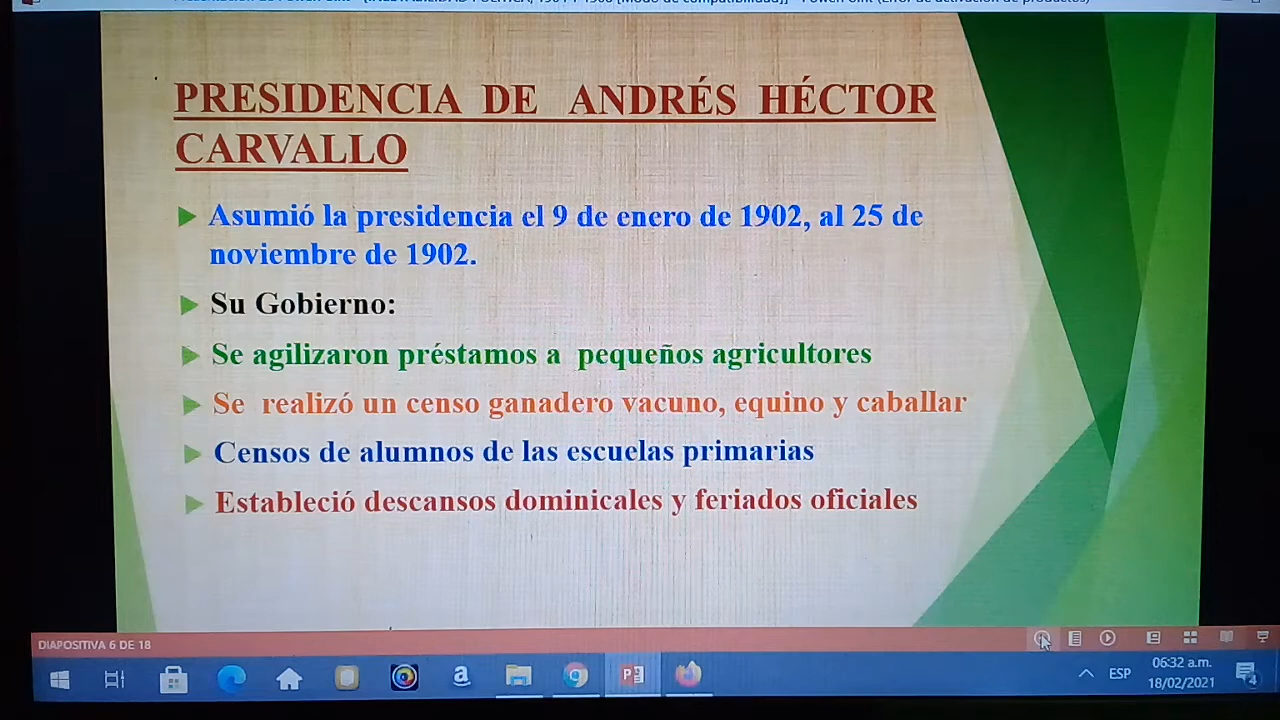 PRESIDENCIA DE ANDRÉS HÉCTOR
CARVALLO
Asumió la presidencia el 9 de enero de 1902, al 25 de
noviembre de 1902.
Su Gobierno:
Se agilizaron préstamos a pequeños agricultores
Se realizó un censo ganadero vacuno, equino y caballar
Censos de alumnos de las escuelas primarias
Estableció descansos dominicales y feriados oficiales
DIAPOSITIVA 6 DE 18
ESP
06:32 a.m.
18/02/2021
4